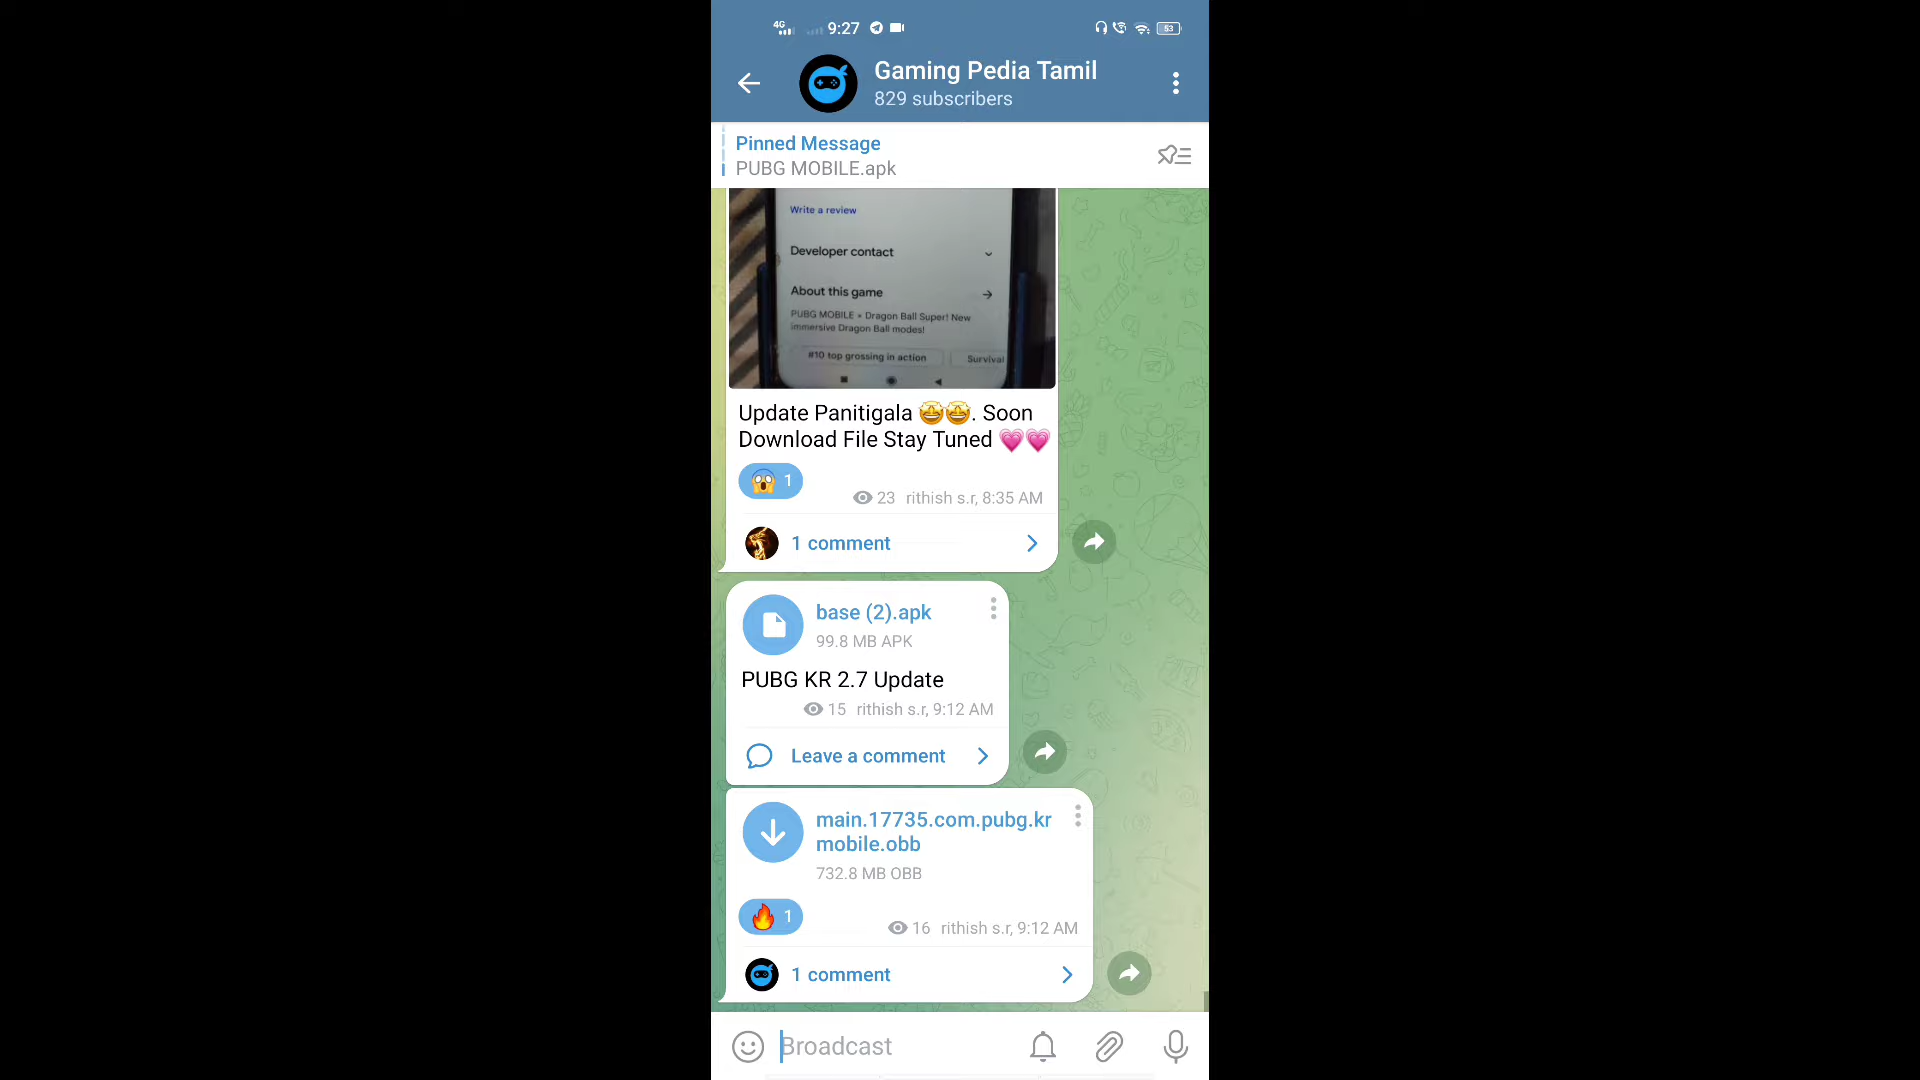 4G 9:27 53
Gaming Pedia Tamil
829 subscribers
Pinned Message
PUBG MOBILE.apk
Write a review
Developer contact
About this game
PUBG MOBILE × Dragon Ball Super! New
immersive Dragon Ball modes!
#10 top grossing in action Survival
Update Panitigala 🤩🤩. Soon
Download File Stay Tuned 💗💗
😱 1
23 rithish s.r, 8:35 AM
1 comment
base (2).apk
99.8 MB APK
PUBG KR 2.7 Update
15 rithish s.r, 9:12 AM
Leave a comment
main.17735.com.pubg.kr
mobile.obb
732.8 MB OBB
🔥 1
16 rithish s.r, 9:12 AM
1 comment
Broadcast